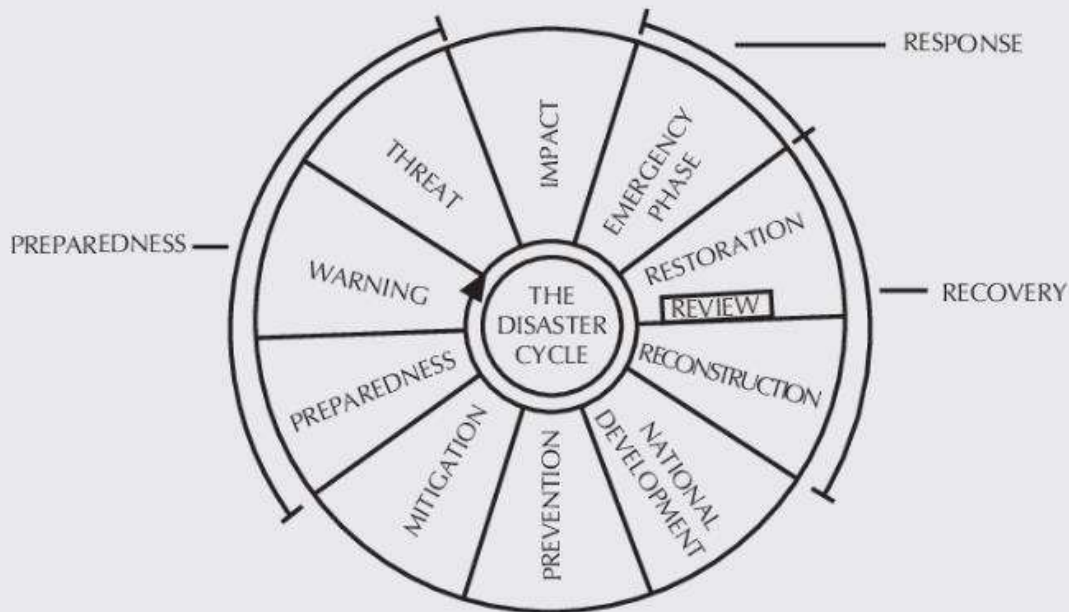 RESPONSE
IMPACT
EMERGENCY
PHASE
THREAT
PREPAREDNESS
WARNING
RESTORATION
REVIEW
RECOVERY
THE
DISASTER
CYCLE
RECONSTRUCTION
PREPAREDNESS
MITIGATION
PREVENTION
NATIONAL
DEVELOPMENT